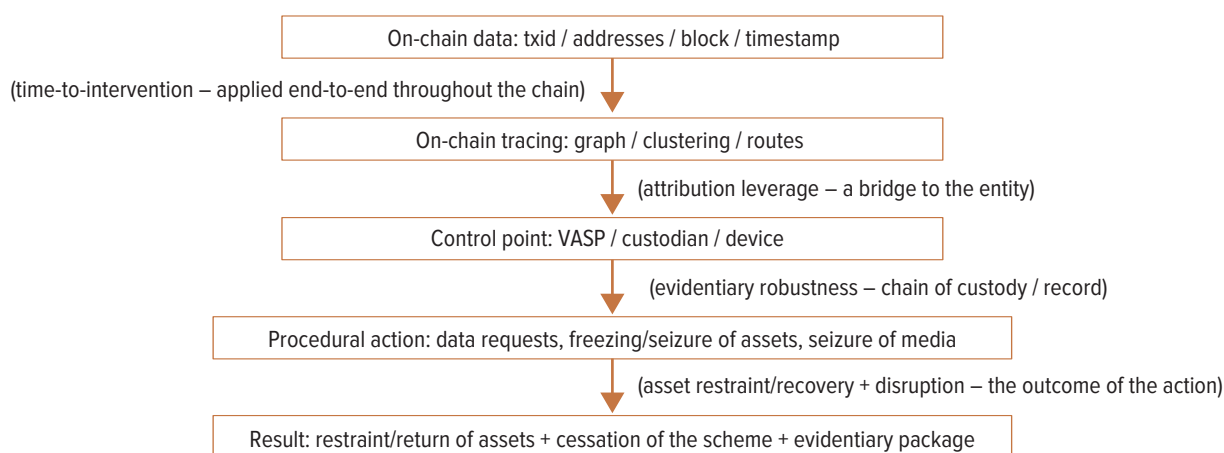 On-chain data: txid / addresses / block / timestamp
(time-to-intervention – applied end-to-end throughout the chain)
On-chain tracing: graph / clustering / routes
(attribution leverage – a bridge to the entity)
Control point: VASP / custodian / device
(evidentiary robustness – chain of custody / record)
Procedural action: data requests, freezing/seizure of assets, seizure of media
(asset restraint/recovery + disruption – the outcome of the action)
Result: restraint/return of assets + cessation of the scheme + evidentiary package